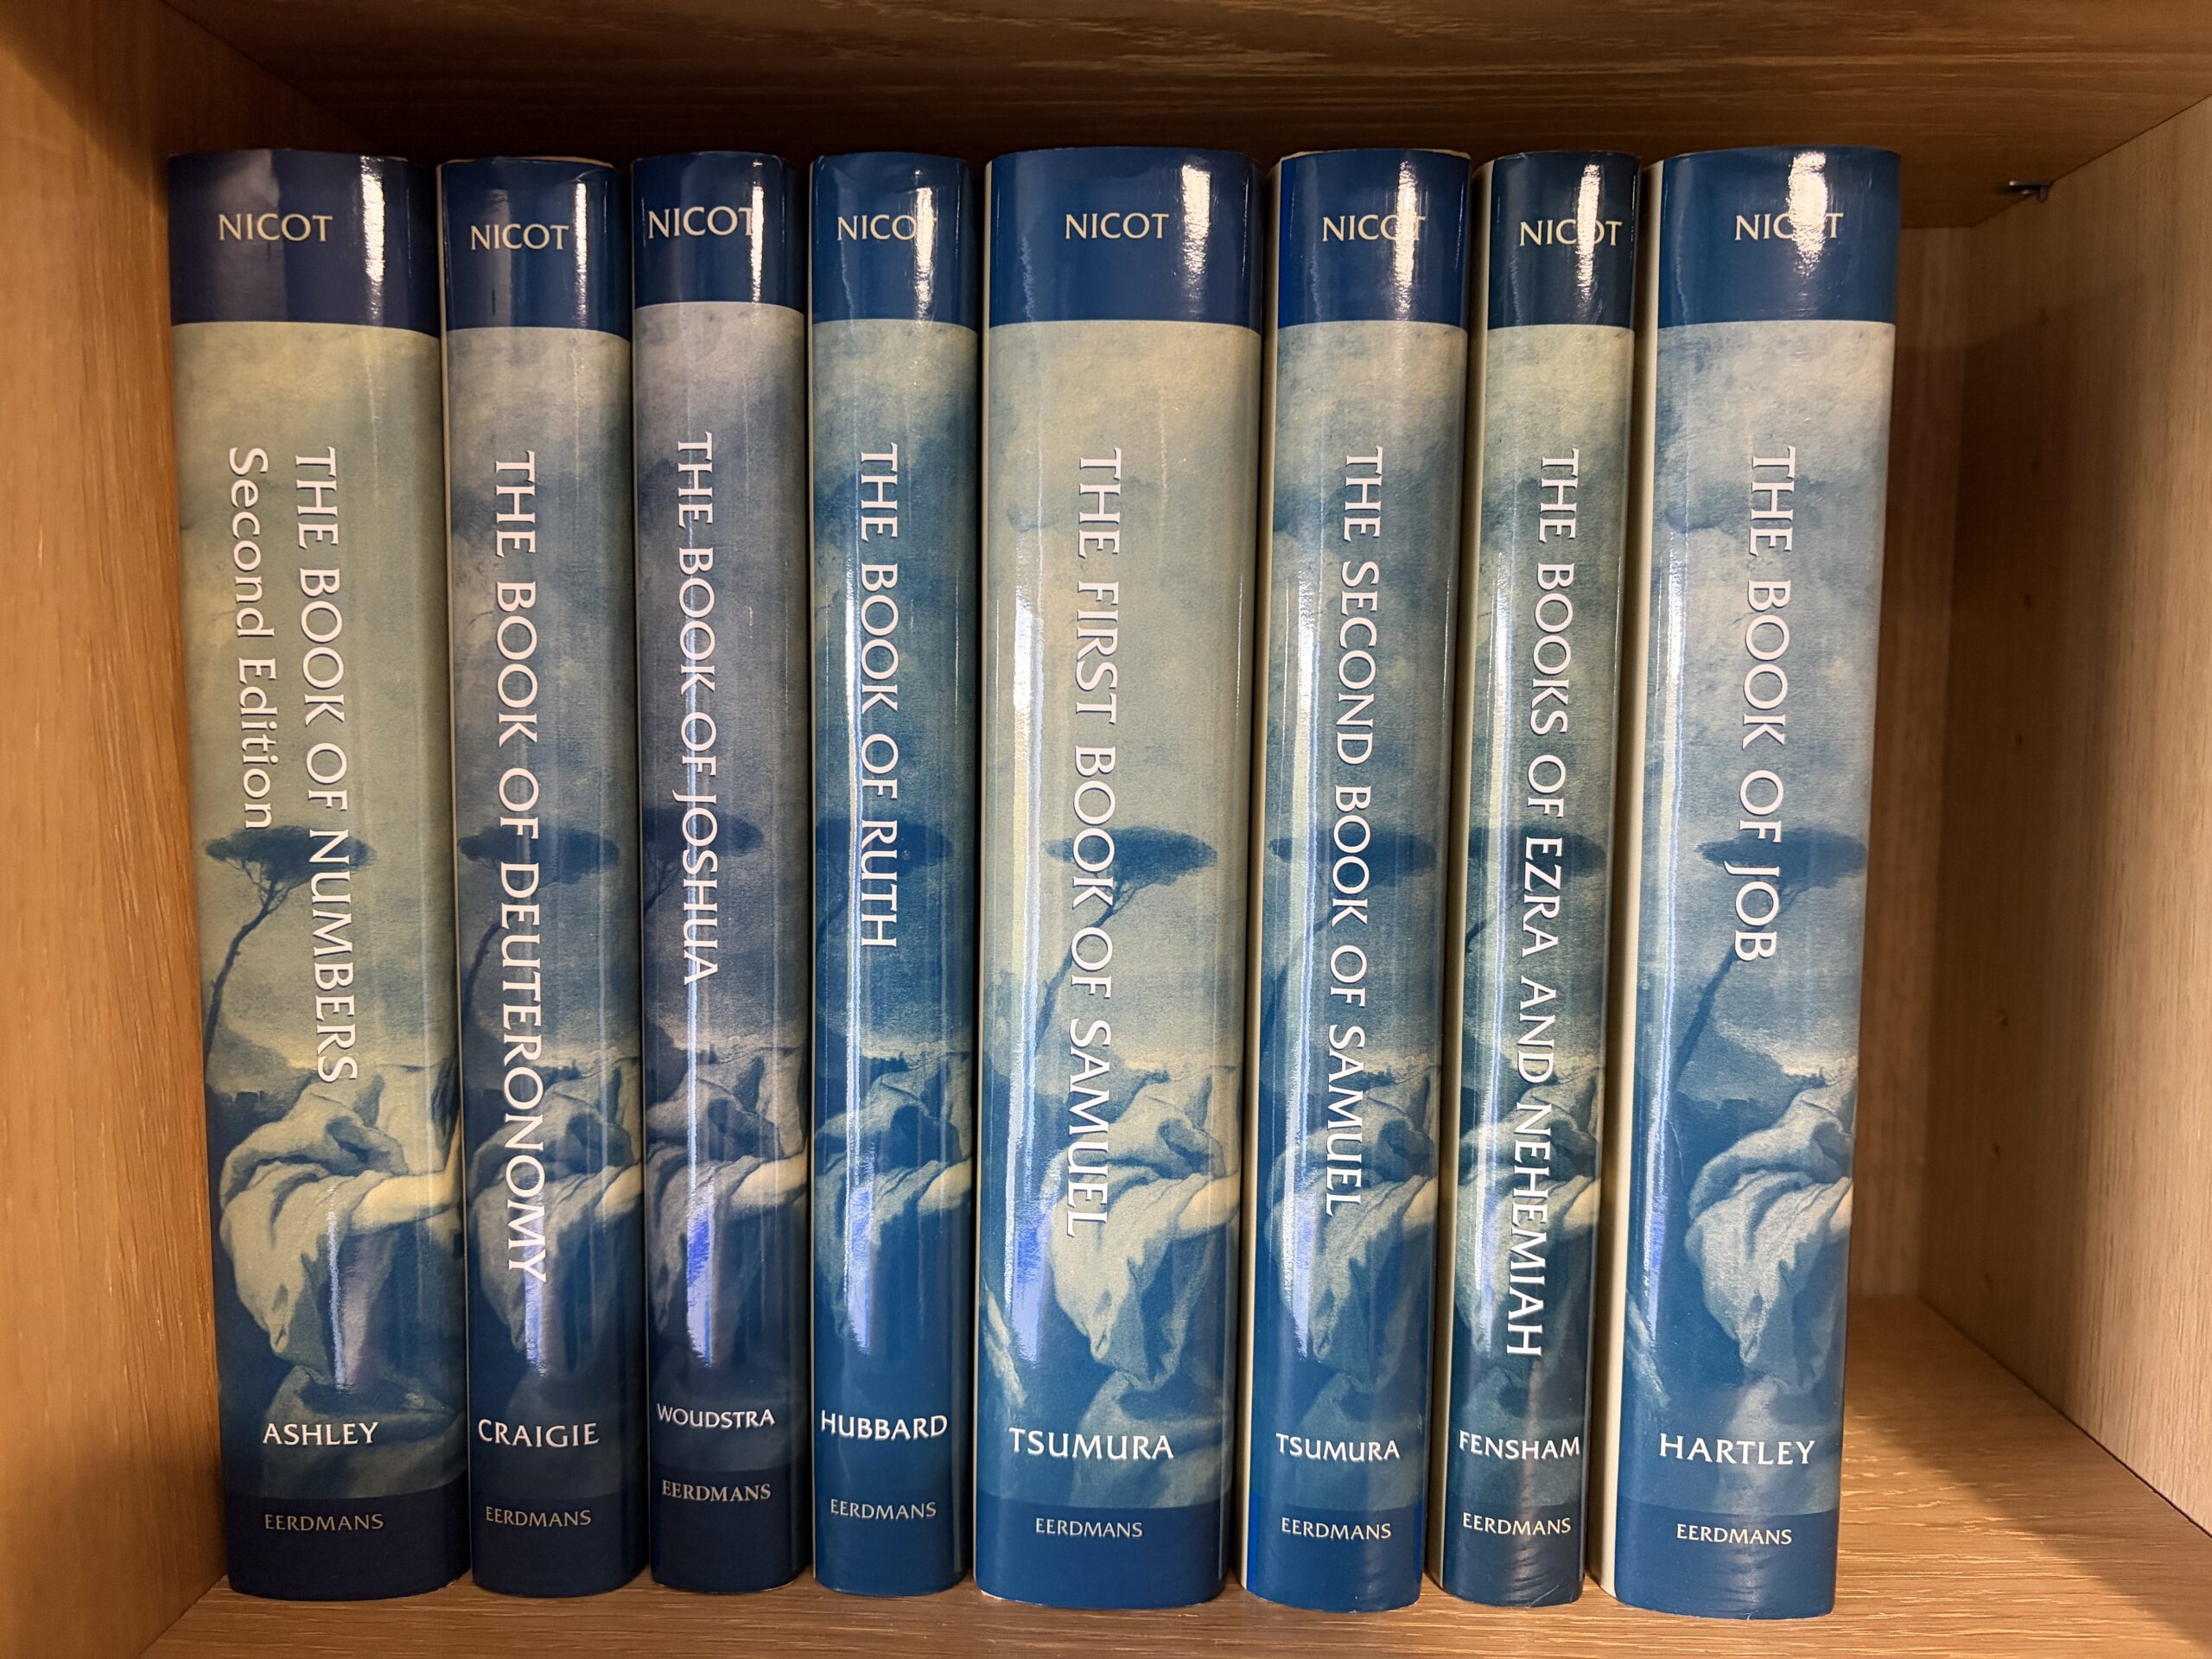 NICOT
THE BOOK OF NUMBERS
Second Edition
ASHLEY
EERDMANS
NICOT
THE BOOK OF DEUTERONOMY
CRAIGIE
EERDMANS
NICOT
THE BOOK OF JOSHUA
WOUDSTRA
EERDMANS
NICOT
THE BOOK OF RUTH
HUBBARD
EERDMANS
NICOT
THE FIRST BOOK OF SAMUEL
TSUMURA
EERDMANS
NICOT
THE SECOND BOOK OF SAMUEL
TSUMURA
EERDMANS
NICOT
THE BOOKS OF EZRA AND NEHEMIAH
FENSHAM
EERDMANS
NICOT
THE BOOK OF JOB
HARTLEY
EERDMANS